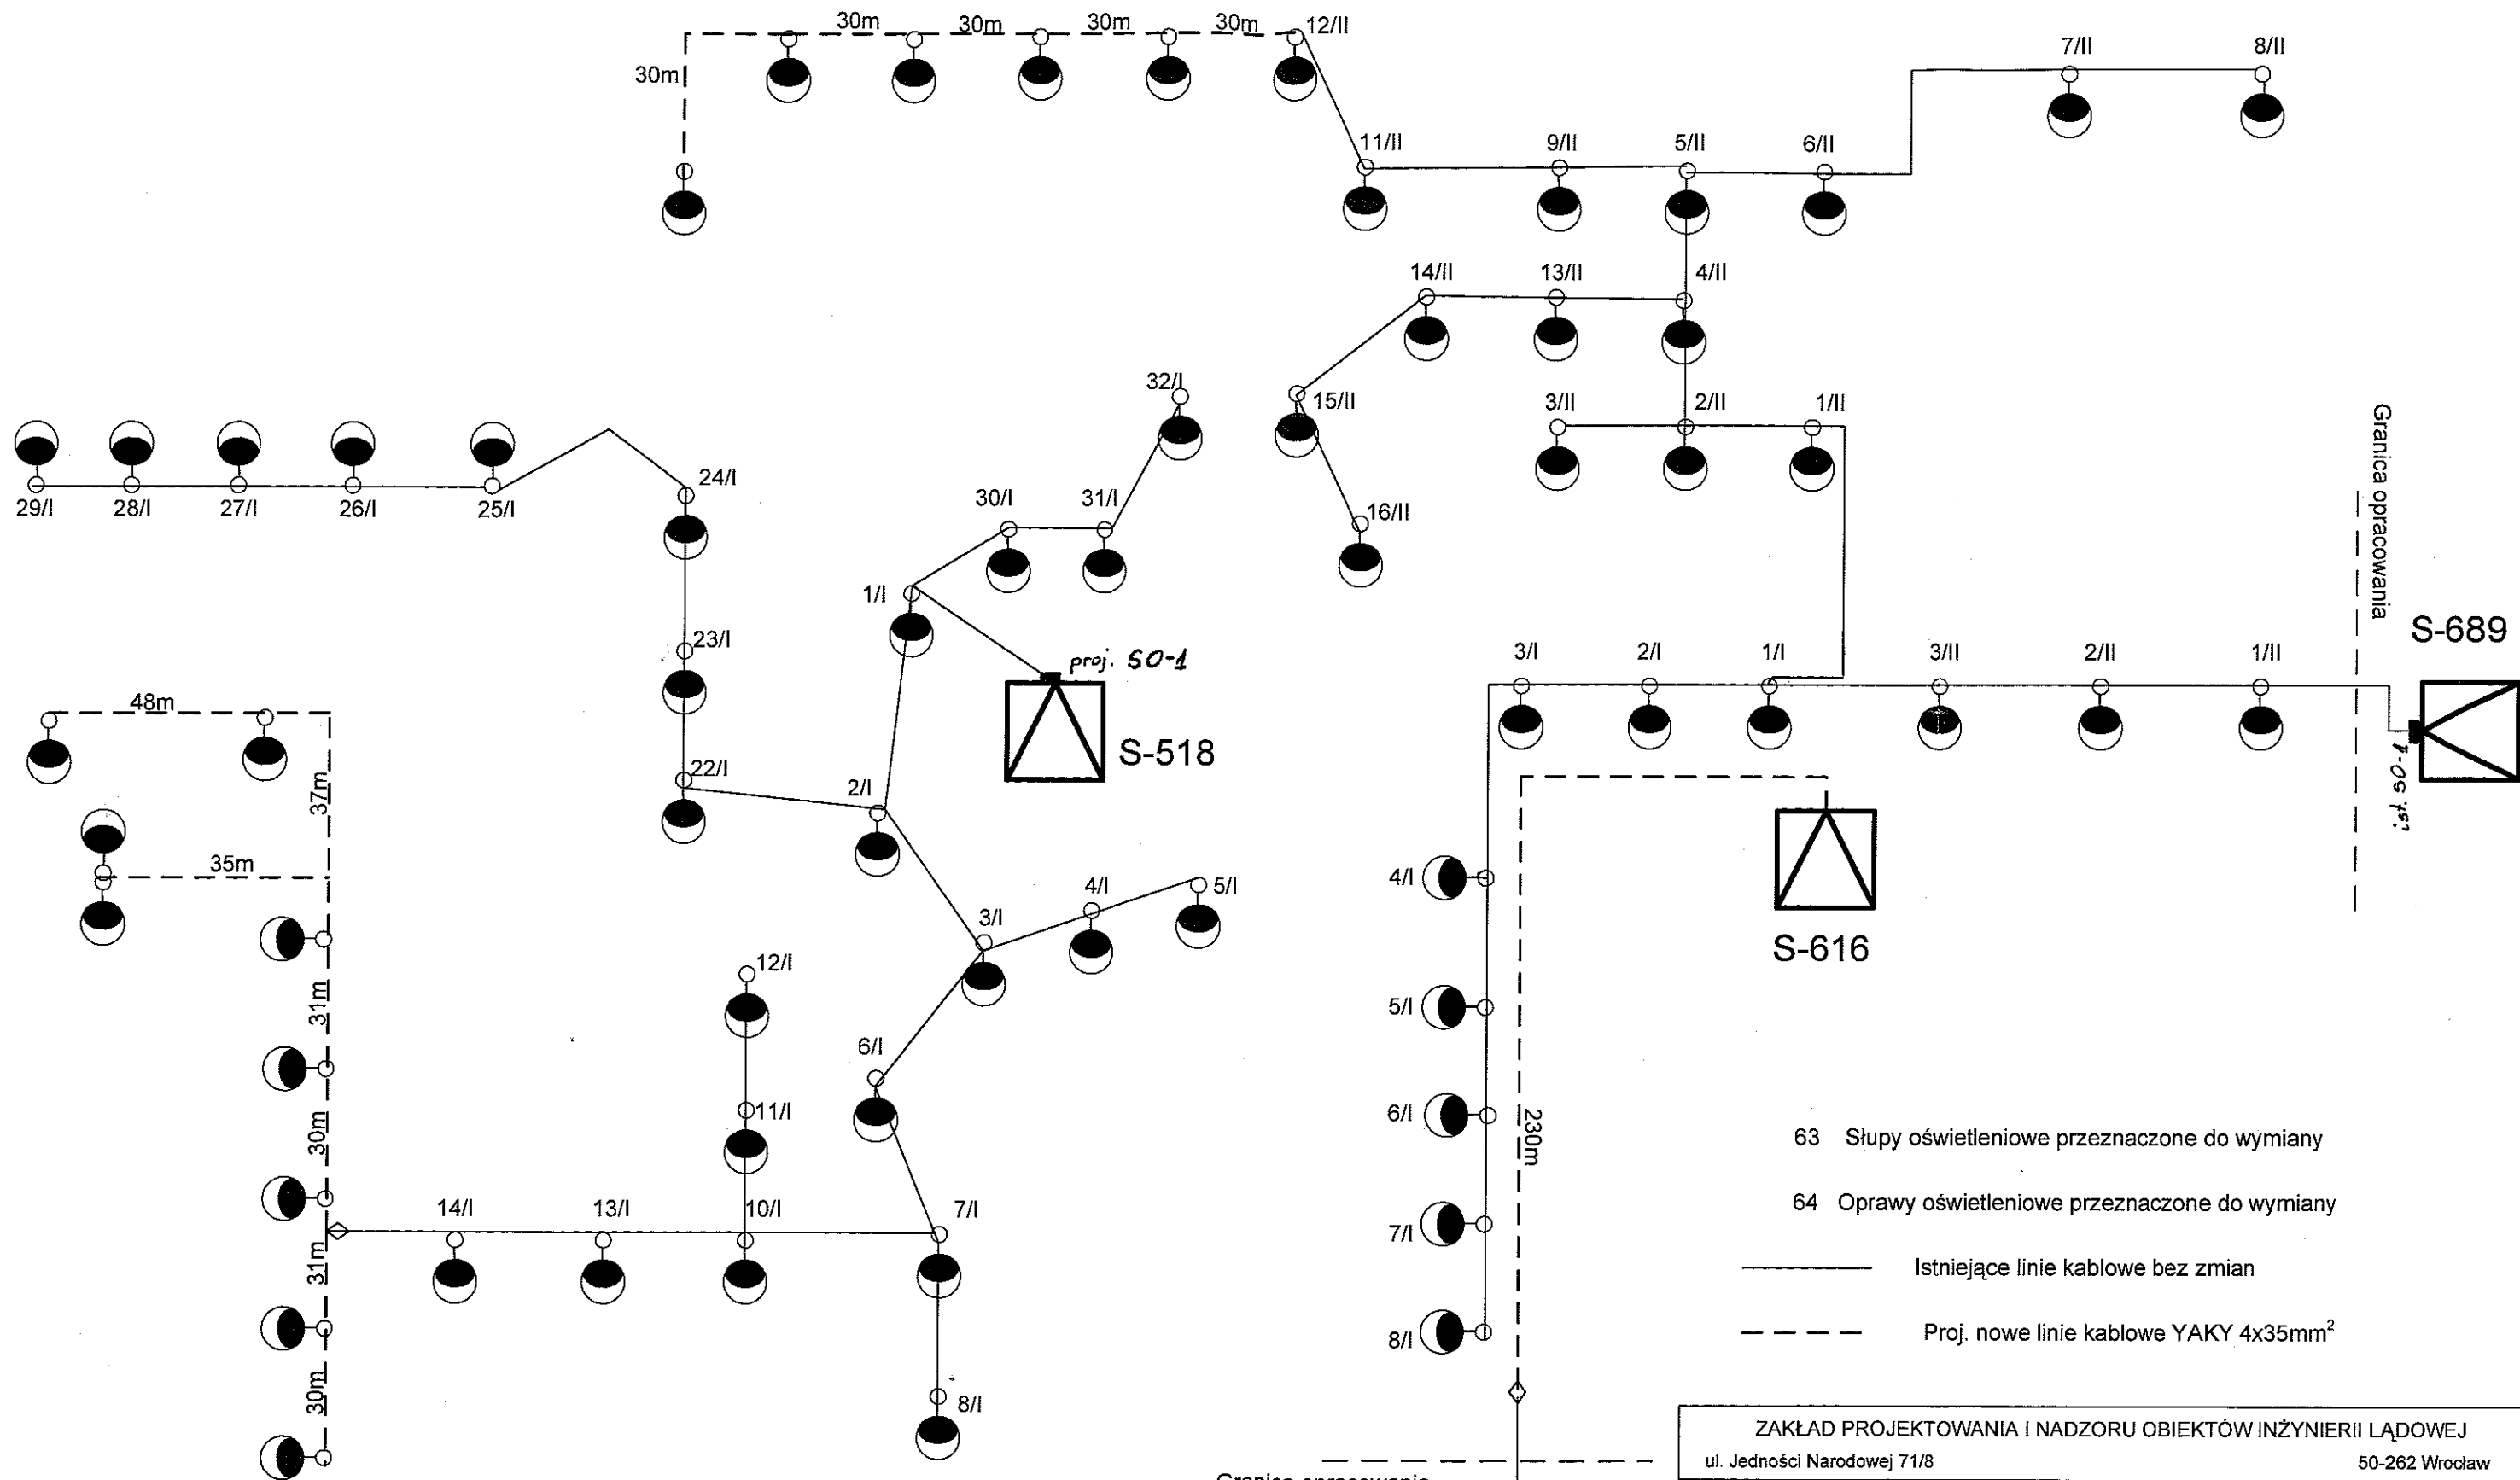 30m
30m
30m
30m
12/II
30m
7/II
8/II
11/II
9/II
5/II
6/II
14/II
13/II
4/II
32/I
15/II
3/II
2/II
1/II
Granica opracowania
24/I
29/I
28/I
27/I
26/I
25/I
30/I
31/I
16/II
1/I
23/I
proj. SO-1
S-518
3/I
2/I
1/I
3/II
2/II
1/II
S-689
ist. SO-1
48m
37m
22/I
2/I
35m
4/I
5/I
3/I
4/I
S-616
12/I
31m
5/I
6/I
11/I
30m
6/I
230m
63 Słupy oświetleniowe przeznaczone do wymiany
64 Oprawy oświetleniowe przeznaczone do wymiany
14/I
13/I
10/I
7/I
7/I
31m
Istniejące linie kablowe bez zmian
8/I
Proj. nowe linie kablowe YAKY 4x35mm²
30m
8/I
ZAKŁAD PROJEKTOWANIA I NADZORU OBIEKTÓW INŻYNIERII LĄDOWEJ
ul. Jedności Narodowej 71/8 50-262 Wrocław
Granica opracowania